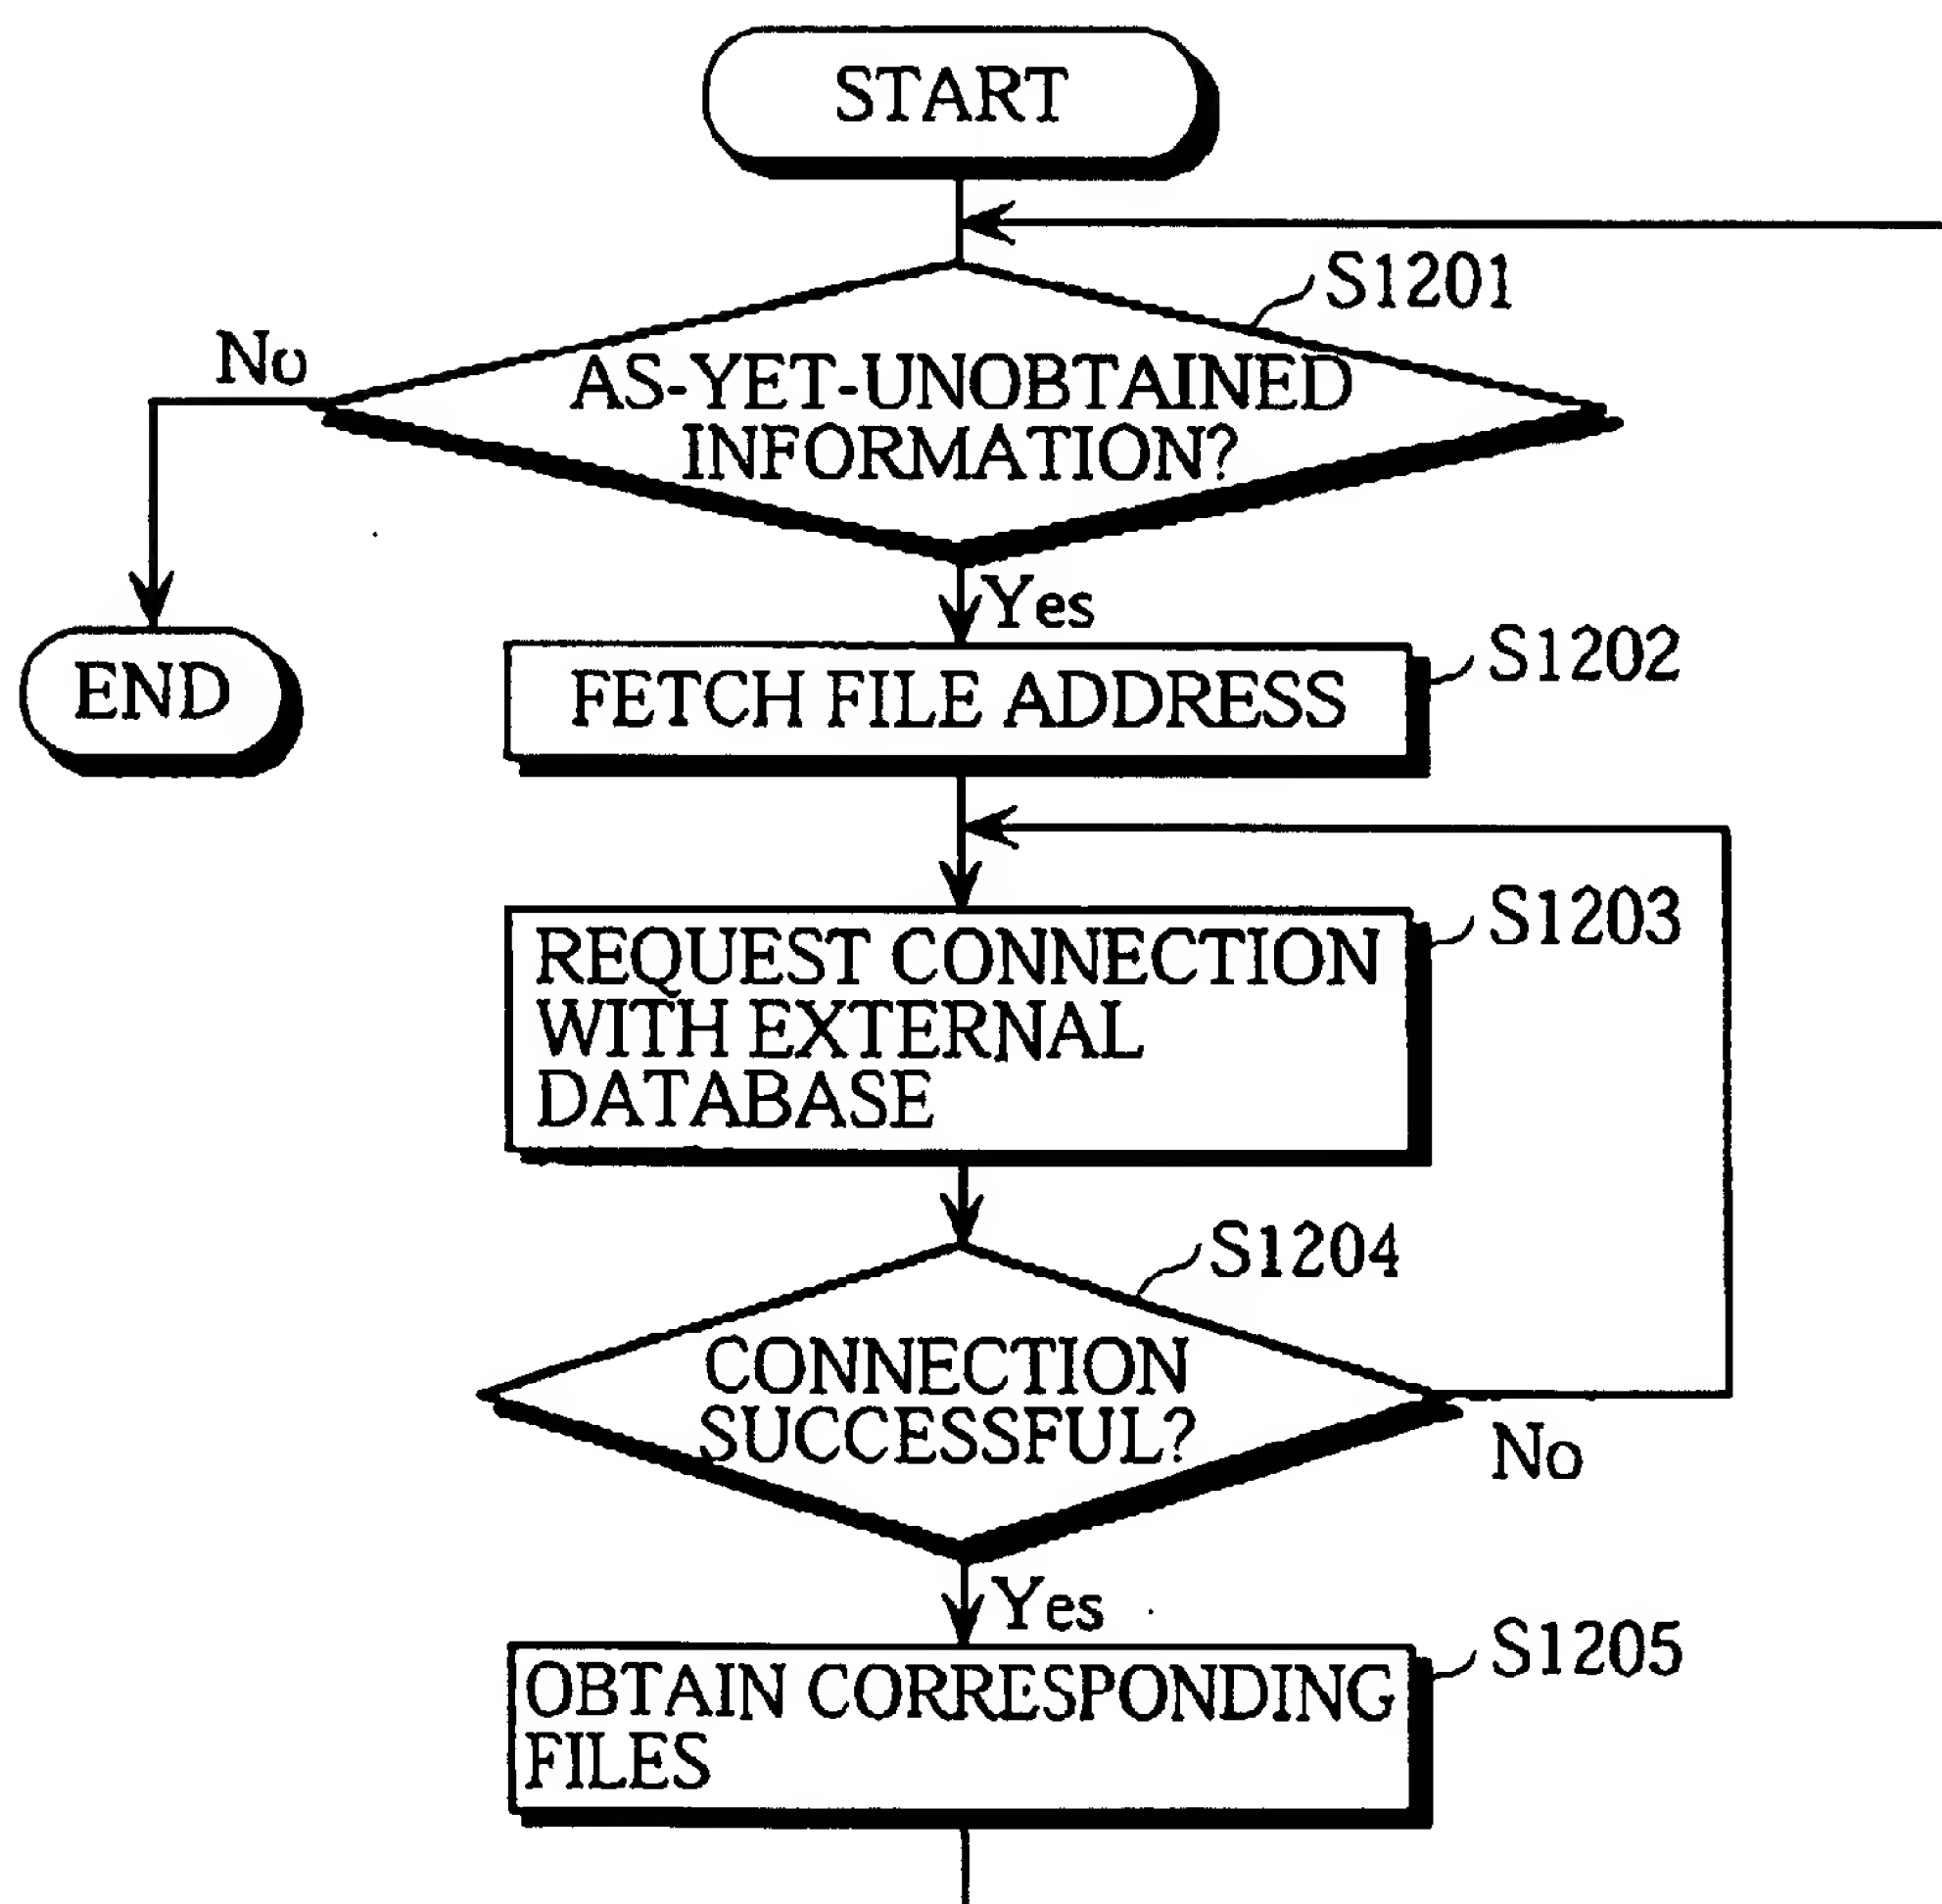 START
S1201
No
AS-YET-UNOBTAINED
INFORMATION?
Yes
END
FETCH FILE ADDRESS
S1202
REQUEST CONNECTION
WITH EXTERNAL
DATABASE
S1203
S1204
CONNECTION
SUCCESSFUL?
No
Yes
OBTAIN CORRESPONDING
FILES
S1205